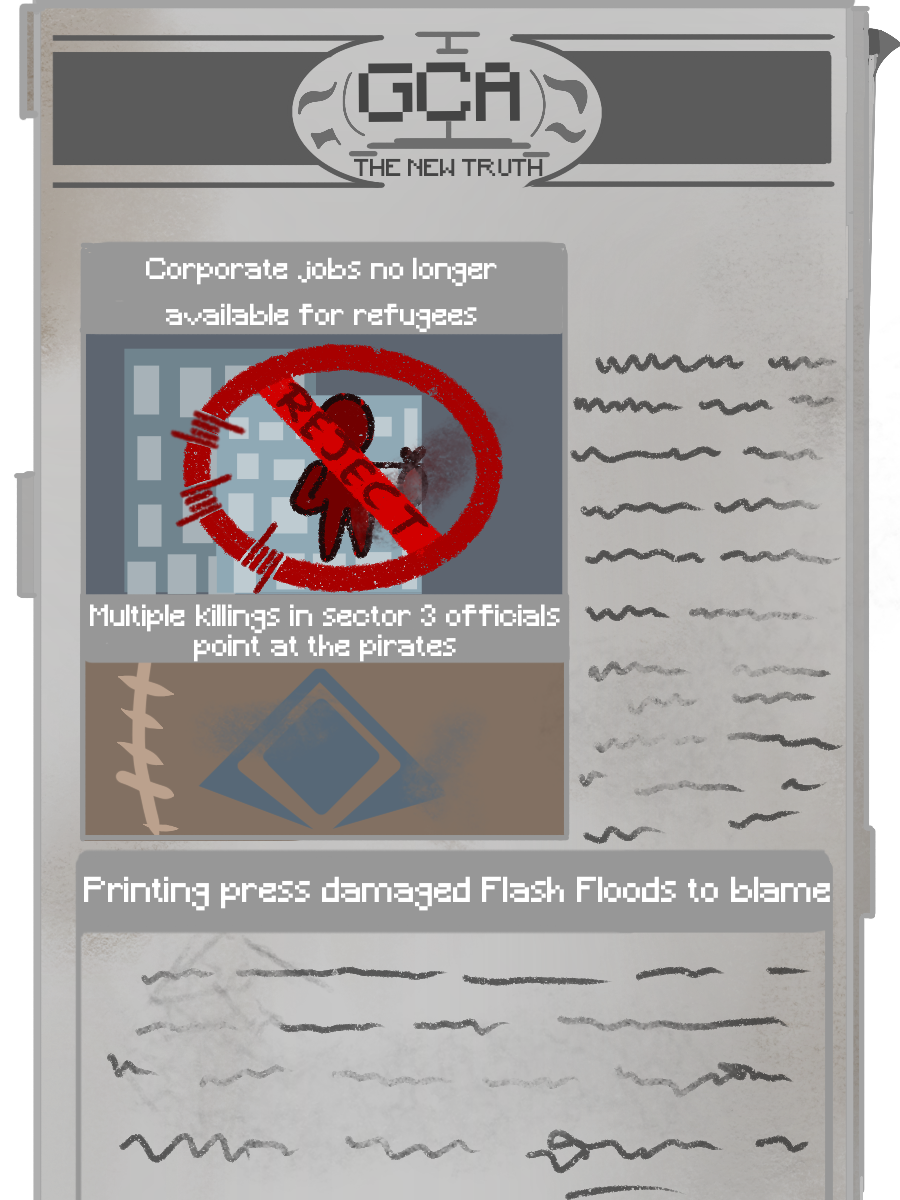 GCA
THE NEW TRUTH
Corporate jobs no longer
available for refugees
REJECT
Multiple killings in sector 3 officials
point at the pirates
Printing press damaged Flash Floods to blame